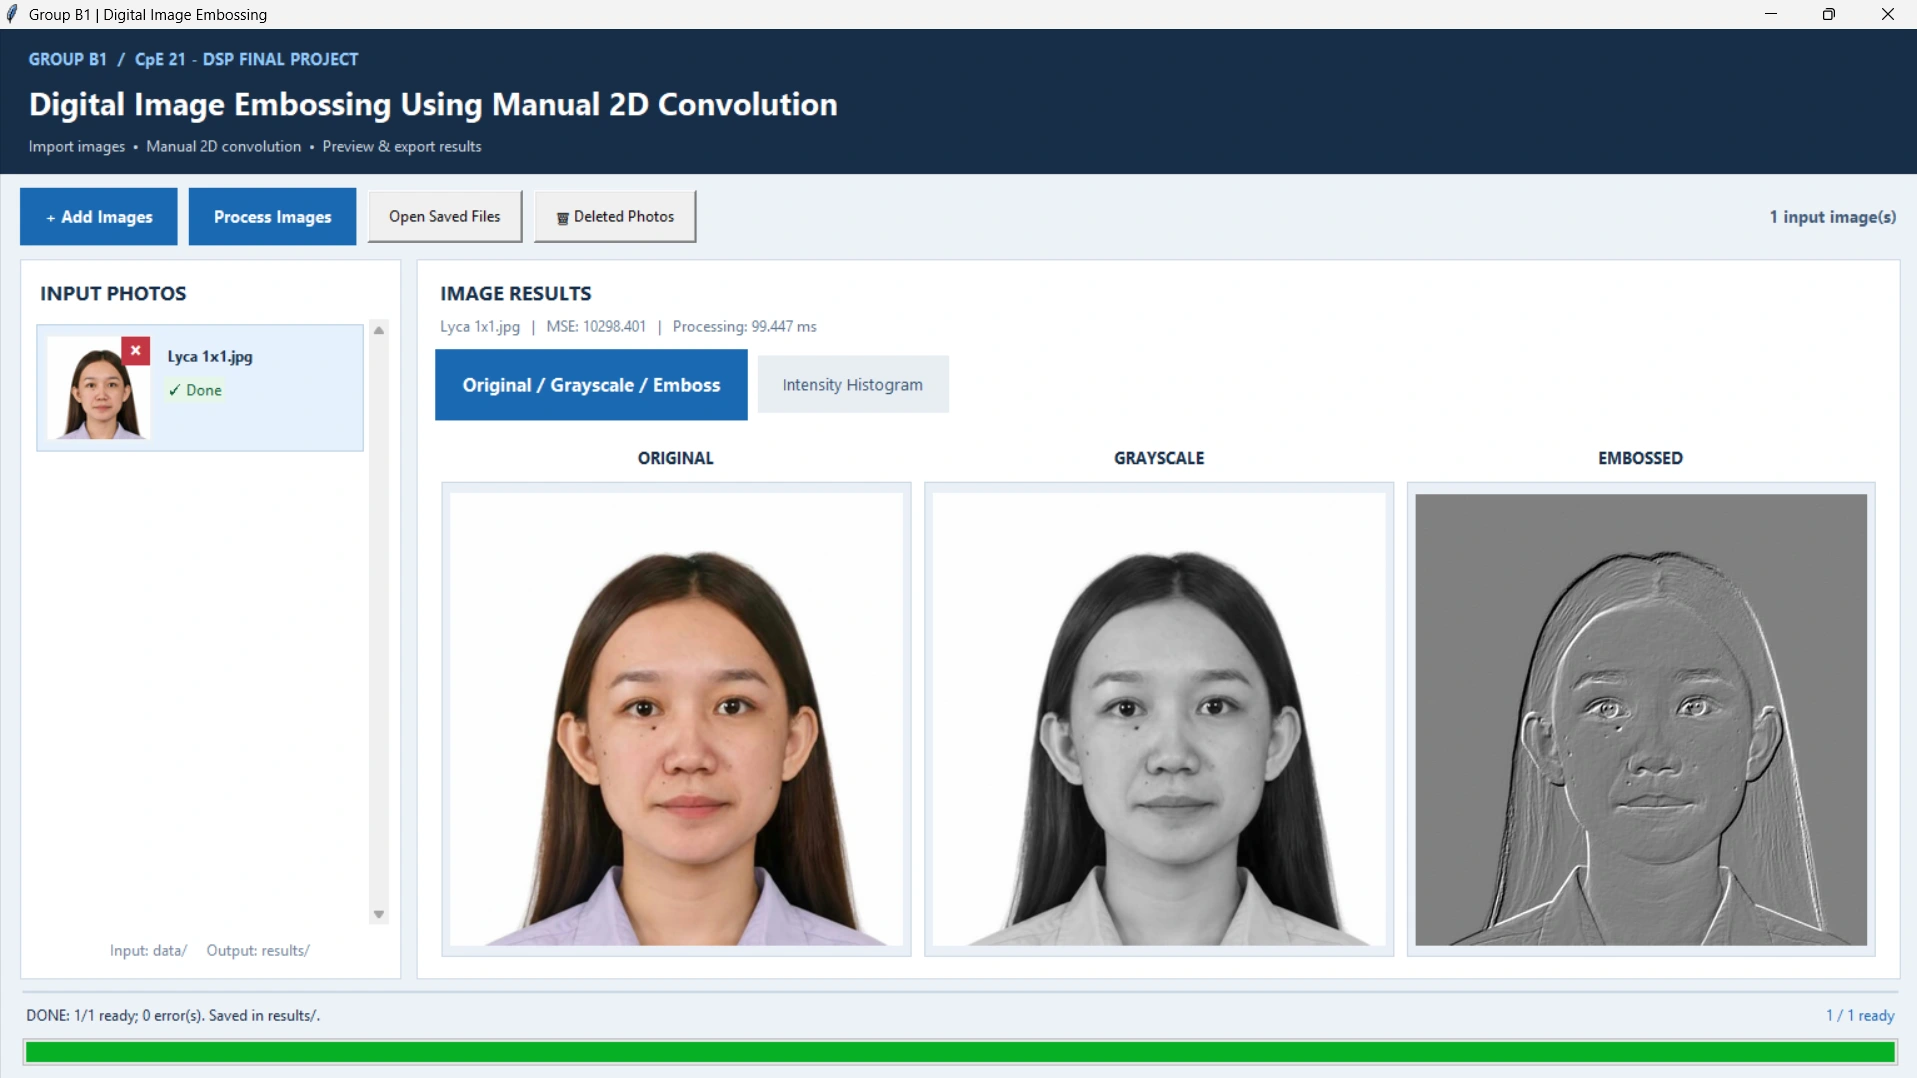 Group B1 | Digital Image Embossing
GROUP B1 / CpE 21 - DSP FINAL PROJECT
Digital Image Embossing Using Manual 2D Convolution
Import images • Manual 2D convolution • Preview & export results
+ Add Images
Process Images
Open Saved Files
Deleted Photos
1 input image(s)
INPUT PHOTOS
Lyca 1x1.jpg
✓ Done
Input: data/ Output: results/
IMAGE RESULTS
Lyca 1x1.jpg | MSE: 10298.401 | Processing: 99.447 ms
Original / Grayscale / Emboss
Intensity Histogram
ORIGINAL
GRAYSCALE
EMBOSSED
DONE: 1/1 ready; 0 error(s). Saved in results/.
1 / 1 ready